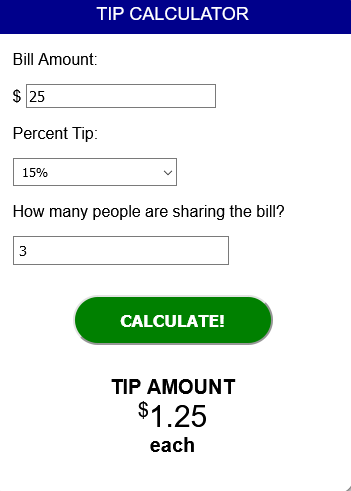 TIP CALCULATOR
Bill Amount:
$ 25
Percent Tip:
15%
How many people are sharing the bill?
3
CALCULATE!
TIP AMOUNT
$1.25
each